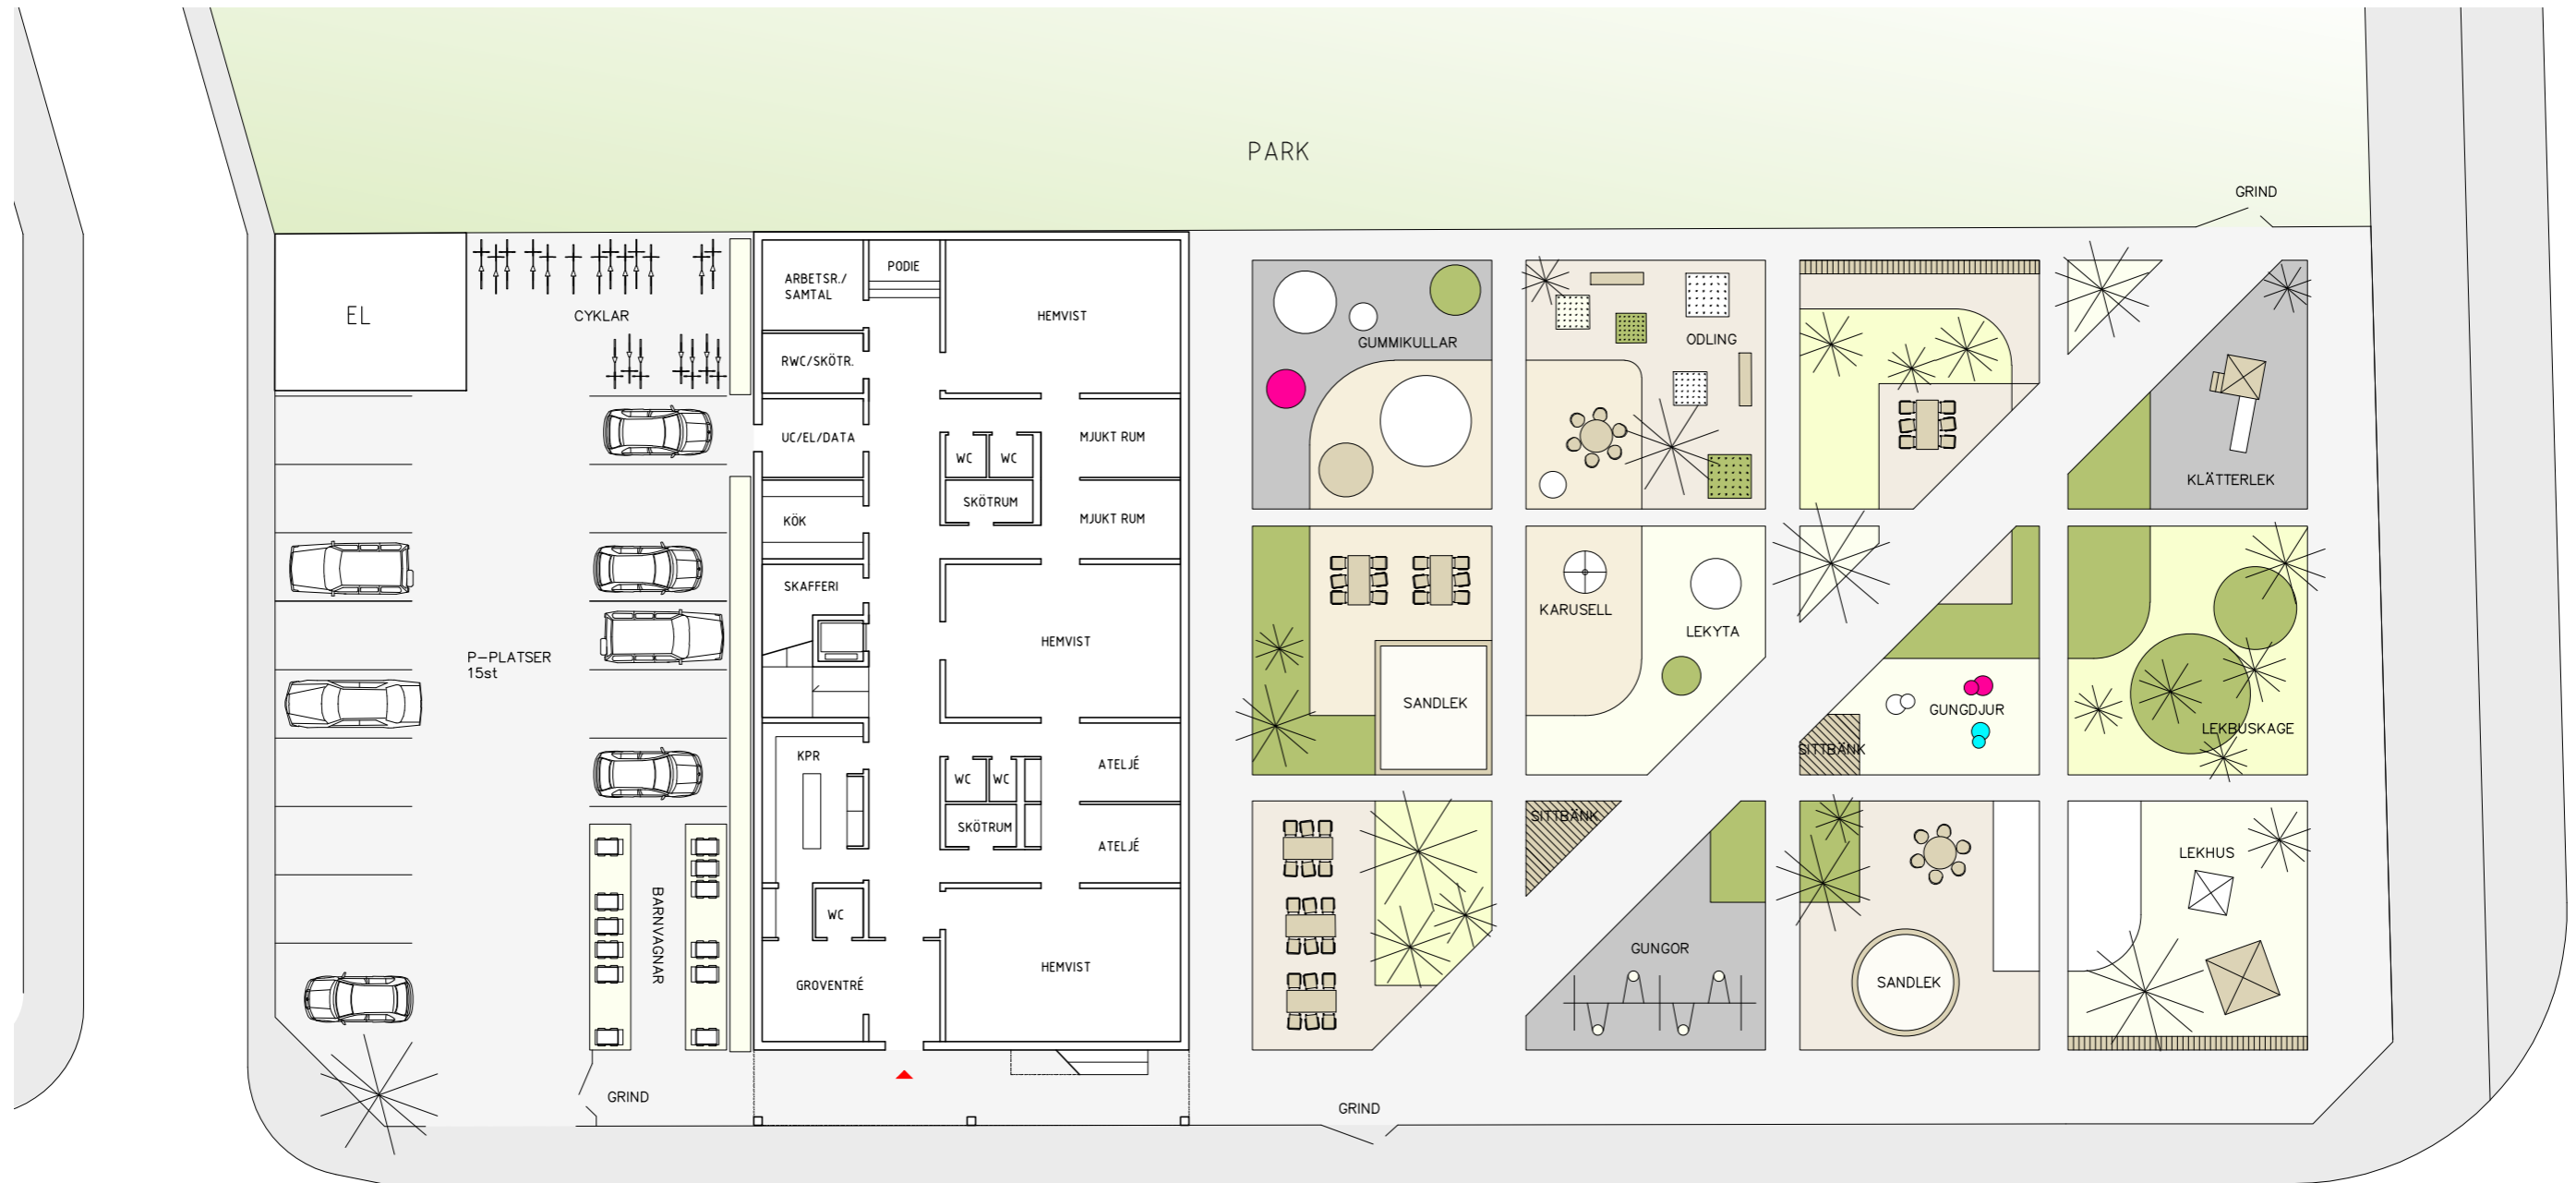 PARK
GRIND
EL
CYKLAR
ARBETSR./
SAMTAL
PODIE
HEMVIST
RWC/SKÖTR.
UC/EL/DATA
WC
WC
MJUKT RUM
SKÖTRUM
MJUKT RUM
KÖK
SKAFFERI
HEMVIST
P-PLATSER
15st
KPR
WC
WC
ATELJÉ
SKÖTRUM
ATELJÉ
WC
BARNVAGNAR
GROVENTRÉ
HEMVIST
GRIND
GUMMIKULLAR
ODLING
KLÄTTERLEK
KARUSELL
LEKYTA
SANDLEK
GUNGDJUR
SITTBÄNK
LEKBUSKAGE
SITTBÄNK
GUNGOR
SANDLEK
LEKHUS
GRIND